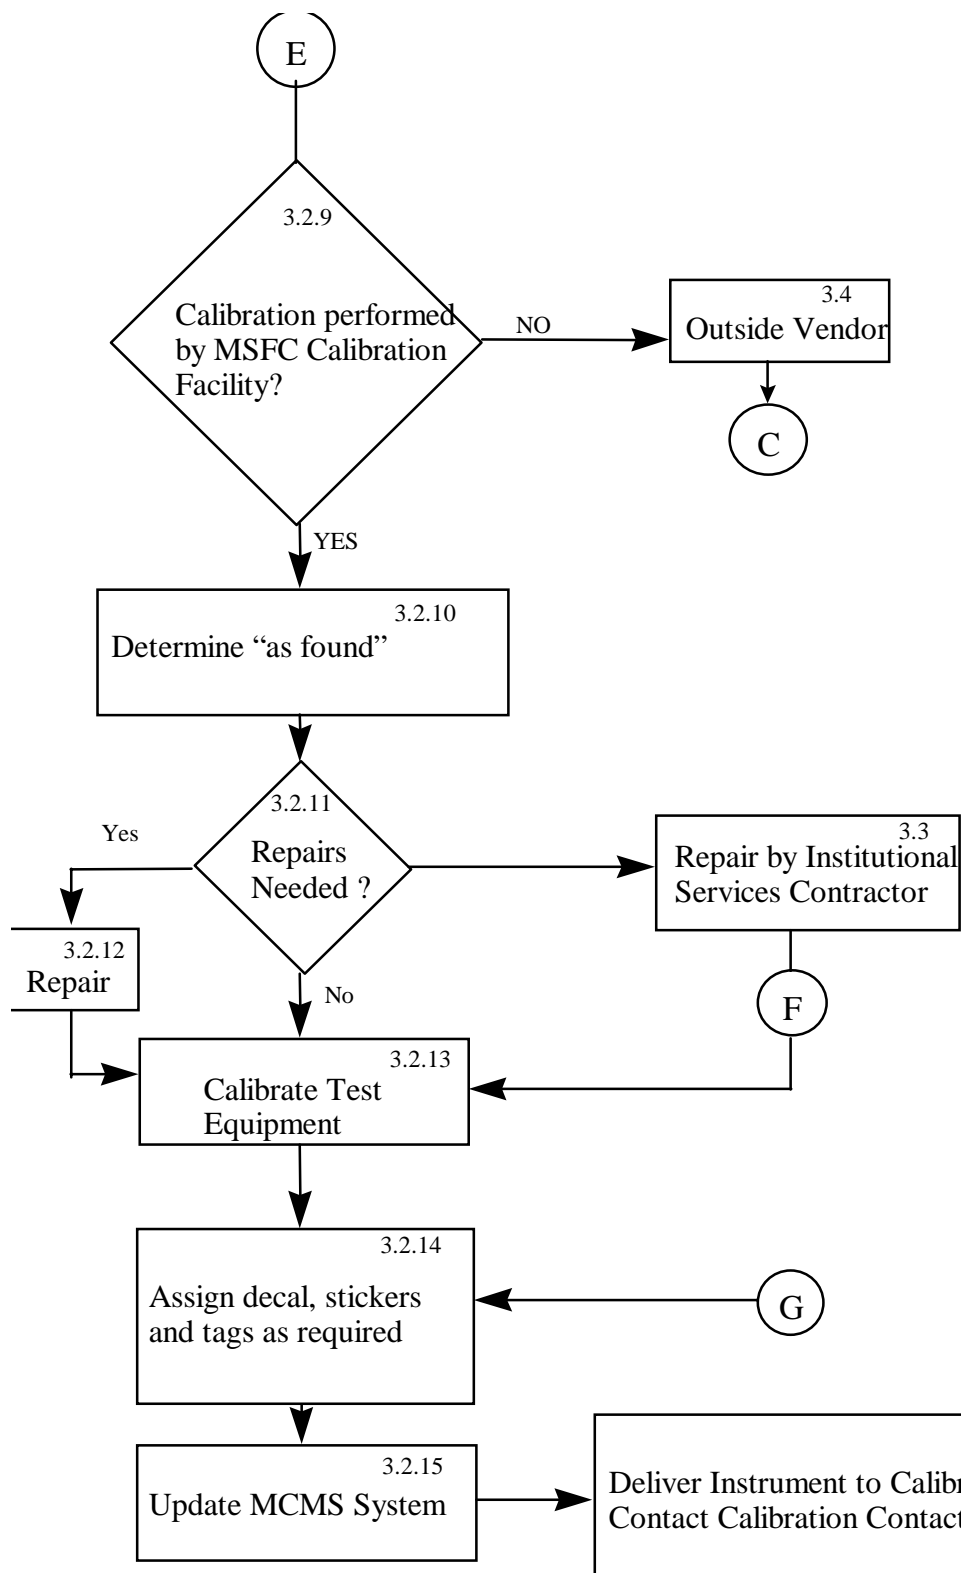 E
3.2.9
Calibration performed
by MSFC Calibration
Facility?
NO
3.4
Outside Vendor
C
YES
3.2.10
Determine “as found”
3.2.11
Repairs
Needed ?
Yes
3.3
Repair by Institutional
Services Contractor
3.2.12
Repair
No
F
3.2.13
Calibrate Test
Equipment
3.2.14
Assign decal, stickers
and tags as required
G
3.2.15
Update MCMS System
Deliver Instrument to
Contact Calibration Contact